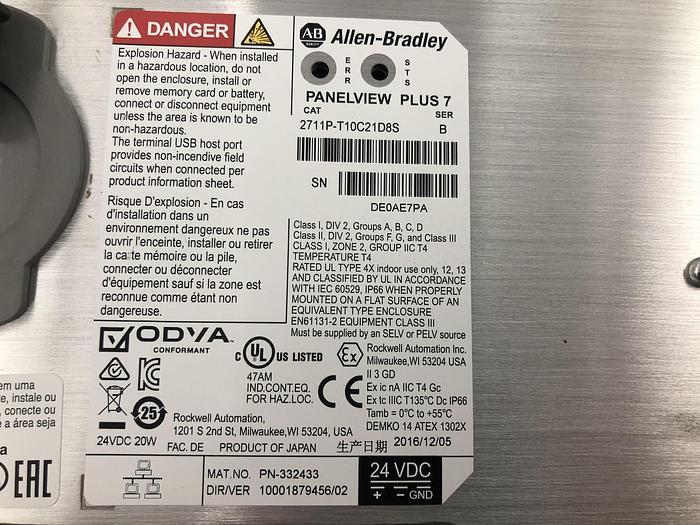 DANGER
Explosion Hazard - When installed
in a hazardous location, do not
open the enclosure, install or
remove memory card or battery,
connect or disconnect equipment
unless the area is known to be
non-hazardous.
The terminal USB host port
provides non-incendive field
circuits when connected per
product information sheet.
Risque D'explosion - En cas
d'installation dans un
environnement dangereux ne pas
ouvrir l'enceinte, installer ou retirer
la carte mémoire ou la pile,
connecter ou déconnecter
d'équipement sauf si la zone est
reconnue comme étant non
dangereuse.
AB
QUALITY
Allen-Bradley
ERR
STS
PANELVIEW PLUS 7
CAT SER
2711P-T10C21D8S B
SN
DE0AE7PA
Class I, DIV 2, Groups A, B, C, D
Class II, DIV 2, Groups F, G, and Class III
CLASS I, ZONE 2, GROUP IIC T4
TEMPERATURE T4
RATED UL TYPE 4X indoor use only, 12, 13
AND CLASSIFIED BY UL IN ACCORDANCE
WITH IEC 60529, IP66 WHEN PROPERLY
MOUNTED ON A FLAT SURFACE OF AN
EQUIVALENT TYPE ENCLOSURE
EN61131-2 EQUIPMENT CLASS III
Must be supplied by an SELV or PELV source
ODVA
CONFORMANT
C UL US LISTED
47AM
IND.CONT.EQ.
FOR HAZ.LOC.
Ex
CE
Rockwell Automation Inc.
Milwaukee,WI 53204 USA
II 3 GD
Ex ic nA IIC T4 Gc
Ex tc IIIC T135°C Dc IP66
Tamb = 0°C to +55°C
DEMKO 14 ATEX 1302X
25
Rockwell Automation,
1201 S 2nd St, Milwaukee,WI 53204, USA
24VDC 20W FAC. DE PRODUCT OF JAPAN 生产日期 2016/12/05
MAT.NO. PN-332433
DIR/VER 10001879456/02
24 VDC
+ − GND
em uma
te, instale ou
, conecte ou
e a área seja
a
EAC